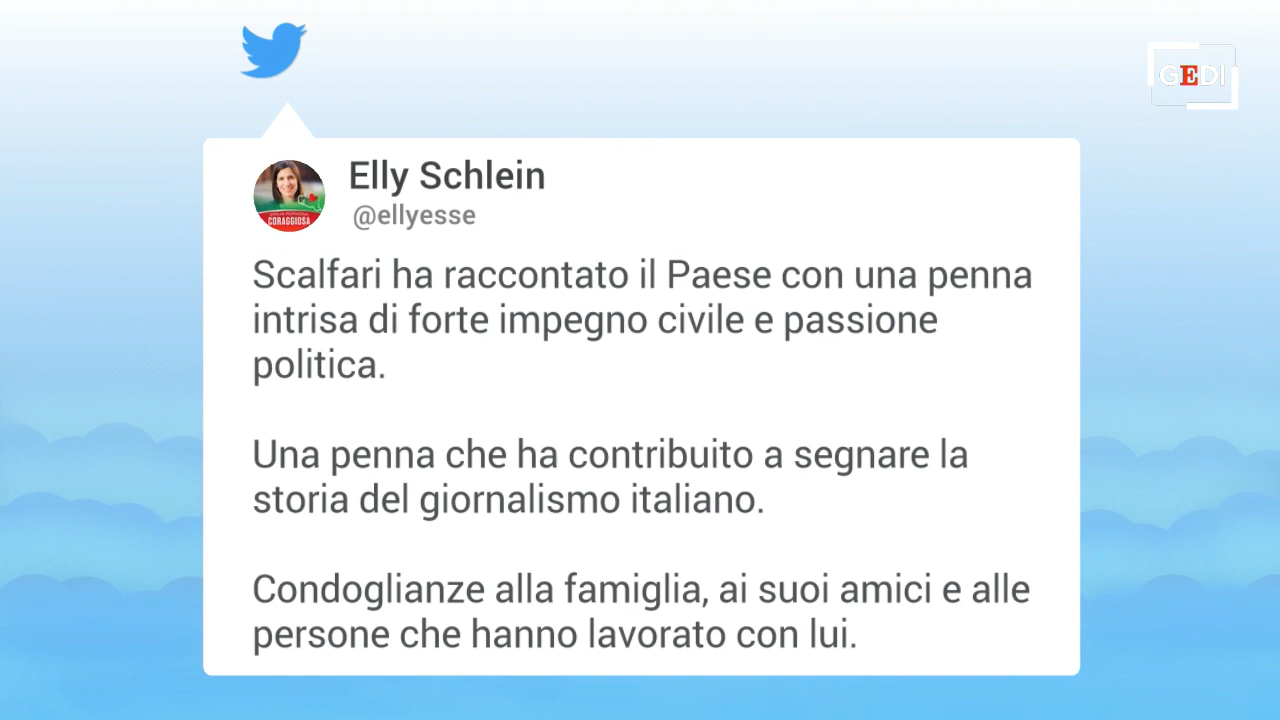 GEDI
Elly Schlein
@ellyesse
CORAGGIOSA
Scalfari ha raccontato il Paese con una penna
intrisa di forte impegno civile e passione
politica.
Una penna che ha contribuito a segnare la
storia del giornalismo italiano.
Condoglianze alla famiglia, ai suoi amici e alle
persone che hanno lavorato con lui.